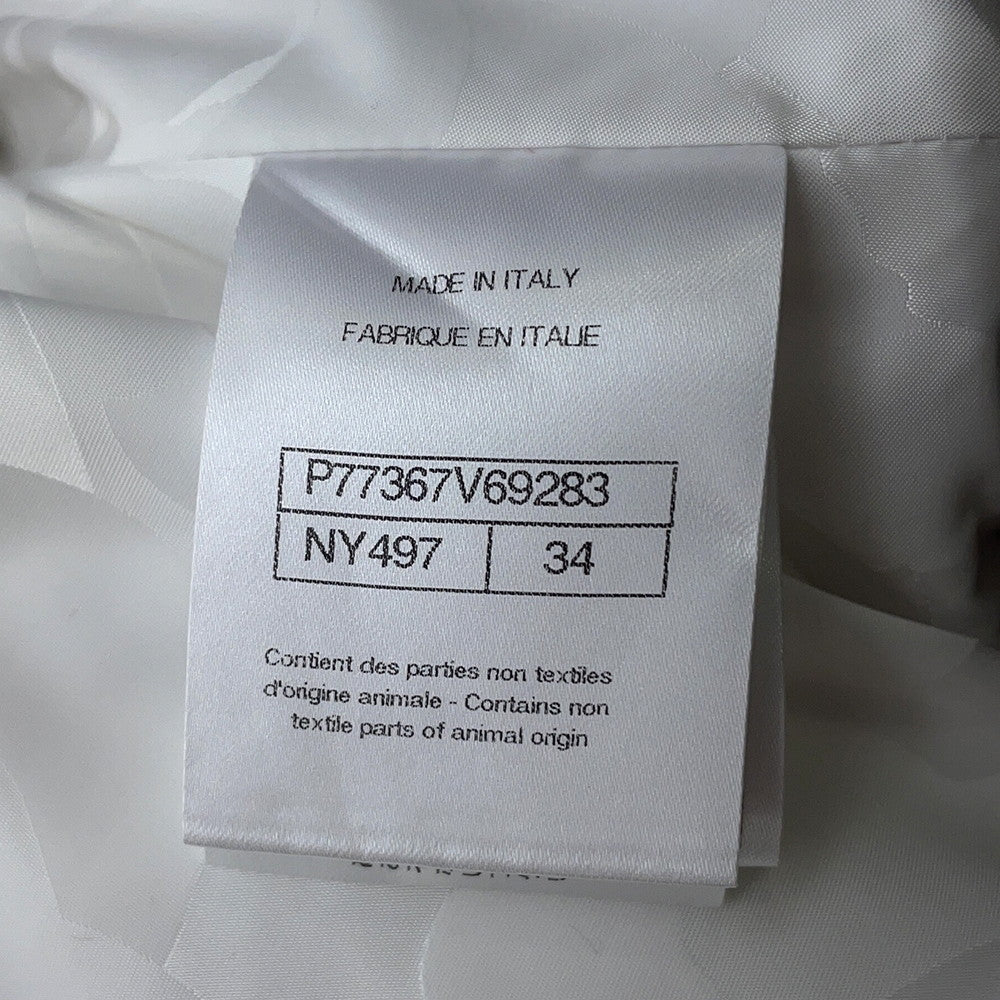 MADE IN ITALY
FABRIQUE EN ITALIE
P77367V69283
NY497 34
Contient des parties non textiles
d'origine animale - Contains non
textile parts of animal origin